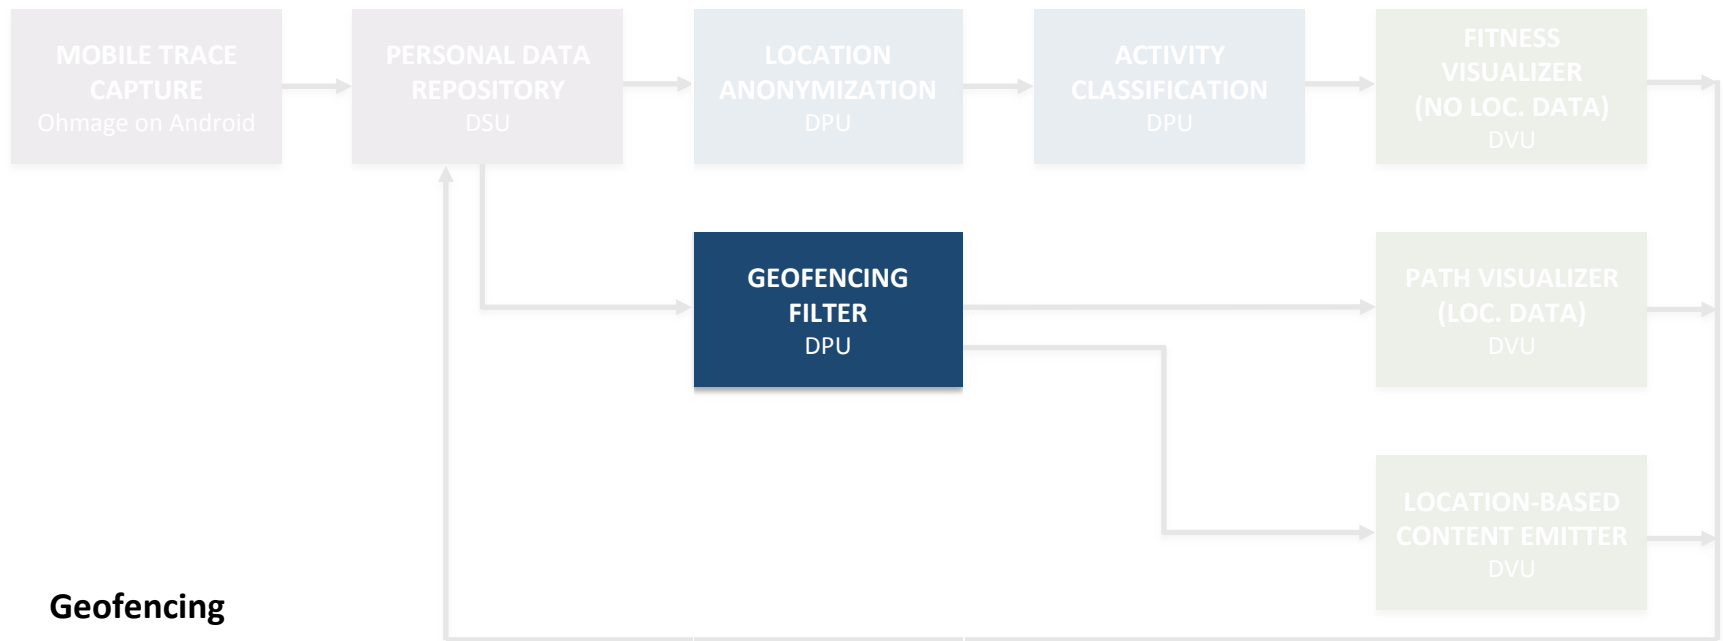 MOBILE TRACE
CAPTURE
Ohmage on Android
PERSONAL DATA
REPOSITORY
DSU
LOCATION
ANONYMIZATION
DPU
ACTIVITY
CLASSIFICATION
DPU
FITNESS
VISUALIZER
(NO LOC. DATA)
DVU
GEOFENCING
FILTER
DPU
PATH VISUALIZER
(LOC. DATA)
DVU
LOCATION-BASED
CONTENT EMITTER
DVU
Geofencing